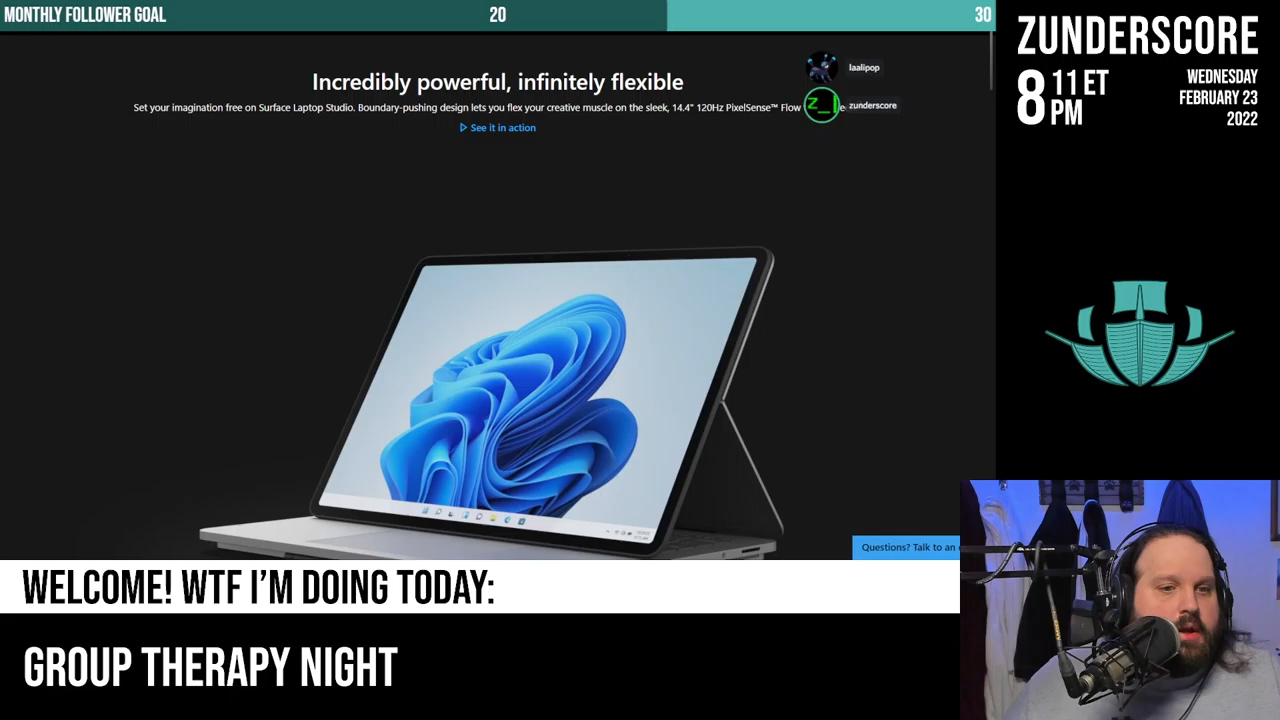 MONTHLY FOLLOWER GOAL
20
30
ZUNDERSCORE
8 11 ET
PM
WEDNESDAY
FEBRUARY 23
2022
Incredibly powerful, infinitely flexible
laalipop
Set your imagination free on Surface Laptop Studio. Boundary-pushing design lets you flex your creative muscle on the sleek, 14.4" 120Hz PixelSense™ Flow
z_
zunderscore
See it in action
Questions? Talk to an
WELCOME! WTF I'M DOING TODAY:
GROUP THERAPY NIGHT